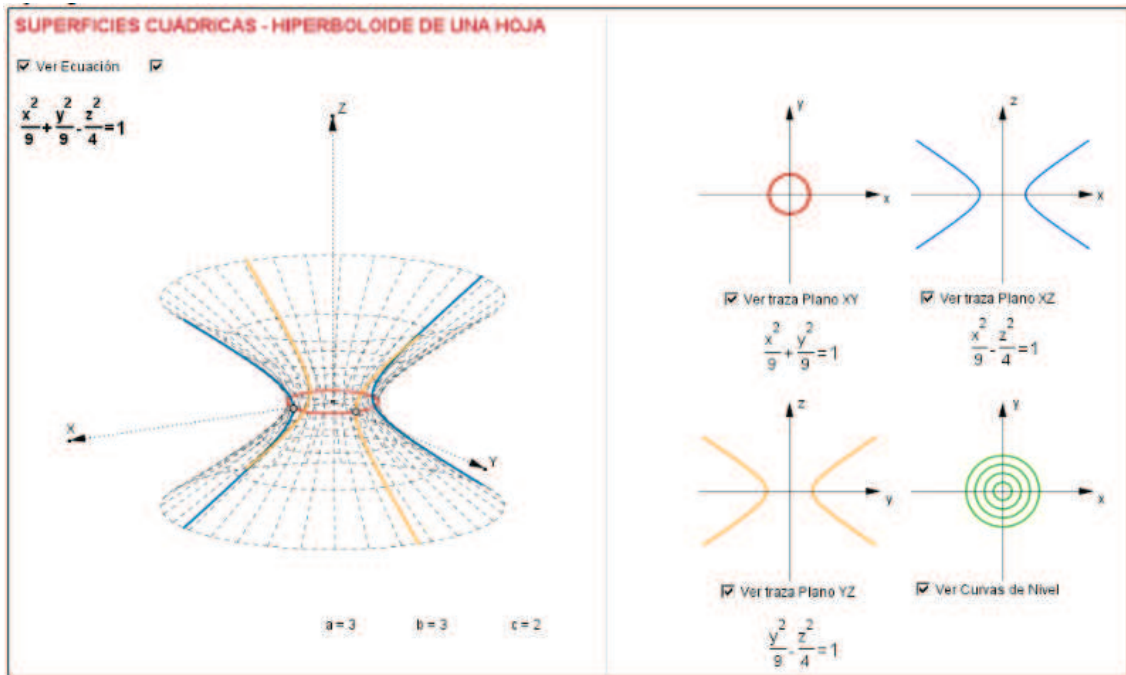 SUPERFICIES CUÁDRICAS - HIPERBOLOIDE DE UNA HOJA
Ver Ecuación
x²/9 + y²/9 - z²/4 = 1
Z
X
Y
a = 3 b = 3 c = 2
y
x
Ver traza Plano XY
x²/9 + y²/9 = 1
z
x
Ver traza Plano XZ
x²/9 - z²/4 = 1
z
y
Ver traza Plano YZ
y²/9 - z²/4 = 1
y
x
Ver Curvas de Nivel